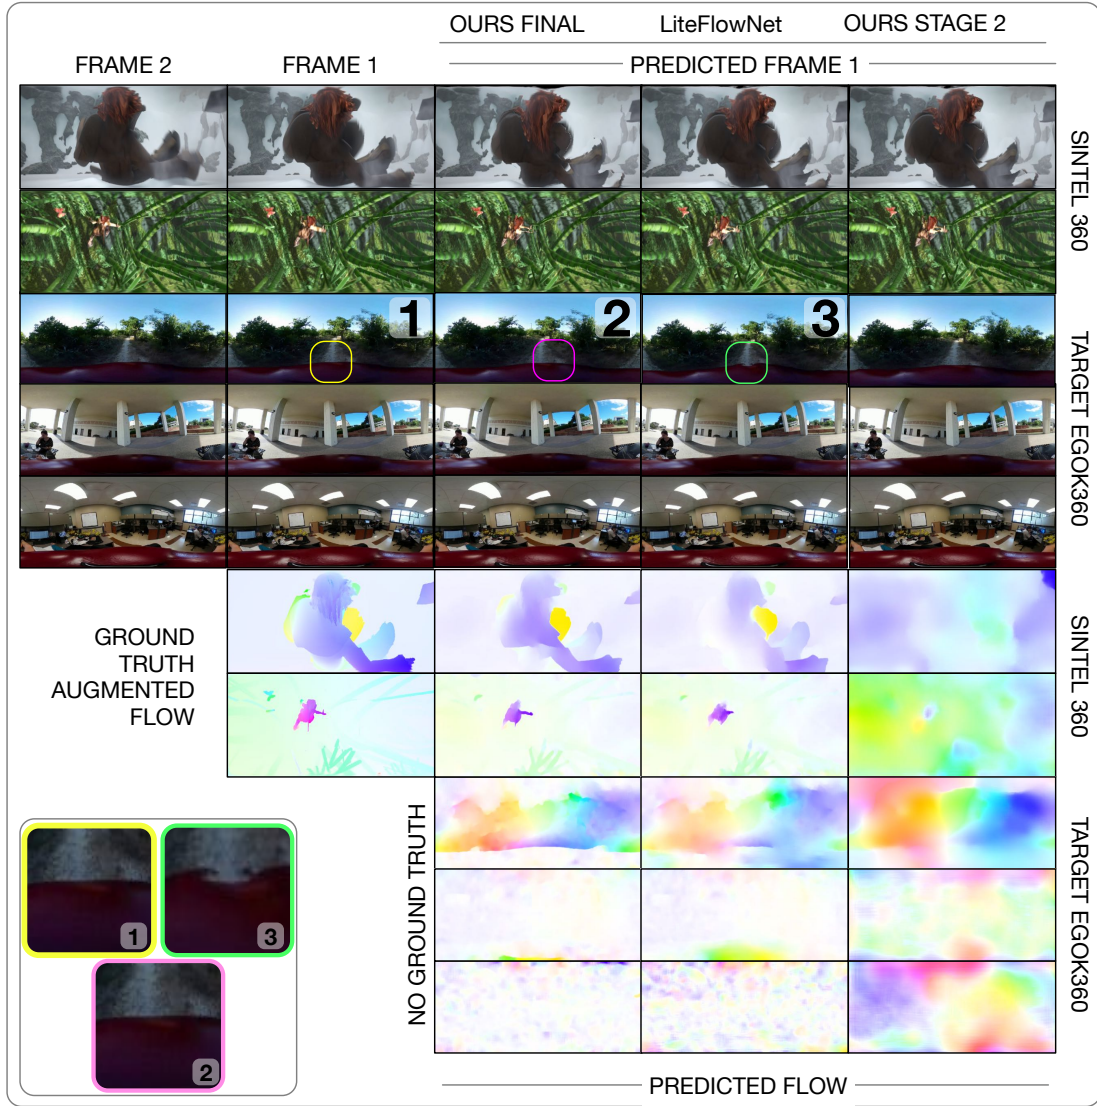 OURS FINAL LiteFlowNet OURS STAGE 2
FRAME 2 FRAME 1 PREDICTED FRAME 1
SINTEL 360
1 2 3
TARGET EGOK360
GROUND
TRUTH
AUGMENTED
FLOW
SINTEL 360
NO GROUND TRUTH
TARGET EGOK360
1 3
2
PREDICTED FLOW